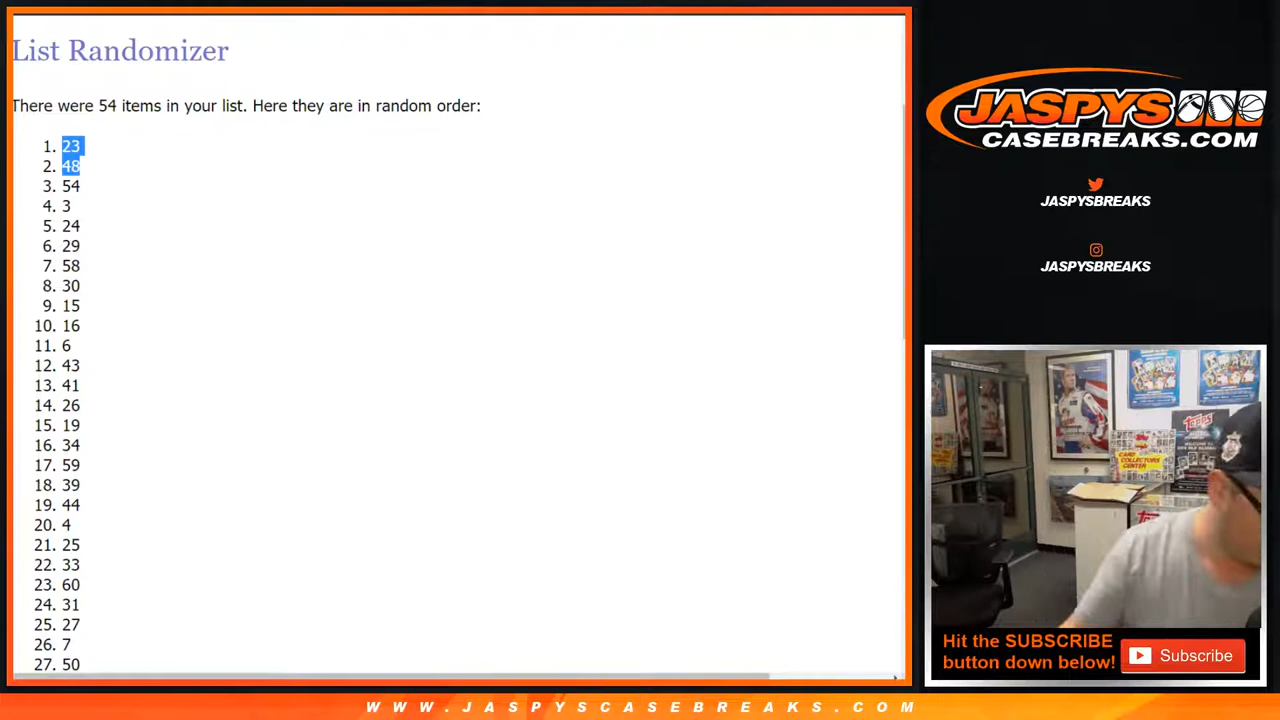 List Randomizer
There were 54 items in your list. Here they are in random order:
1. 23
2. 48
3. 54
4. 3
5. 24
6. 29
7. 58
8. 30
9. 15
10. 16
11. 6
12. 43
13. 41
14. 26
15. 19
16. 34
17. 59
18. 39
19. 44
20. 4
21. 25
22. 33
23. 60
24. 31
25. 27
26. 7
27. 50
JASPYS
CASEBREAKS.COM
JASPYSBREAKS
JASPYSBREAKS
topps
CARD
COLLECTORS
CENTER
Hit the SUBSCRIBE
button down below!
Subscribe
WWW.JASPYSCASEBREAKS.COM